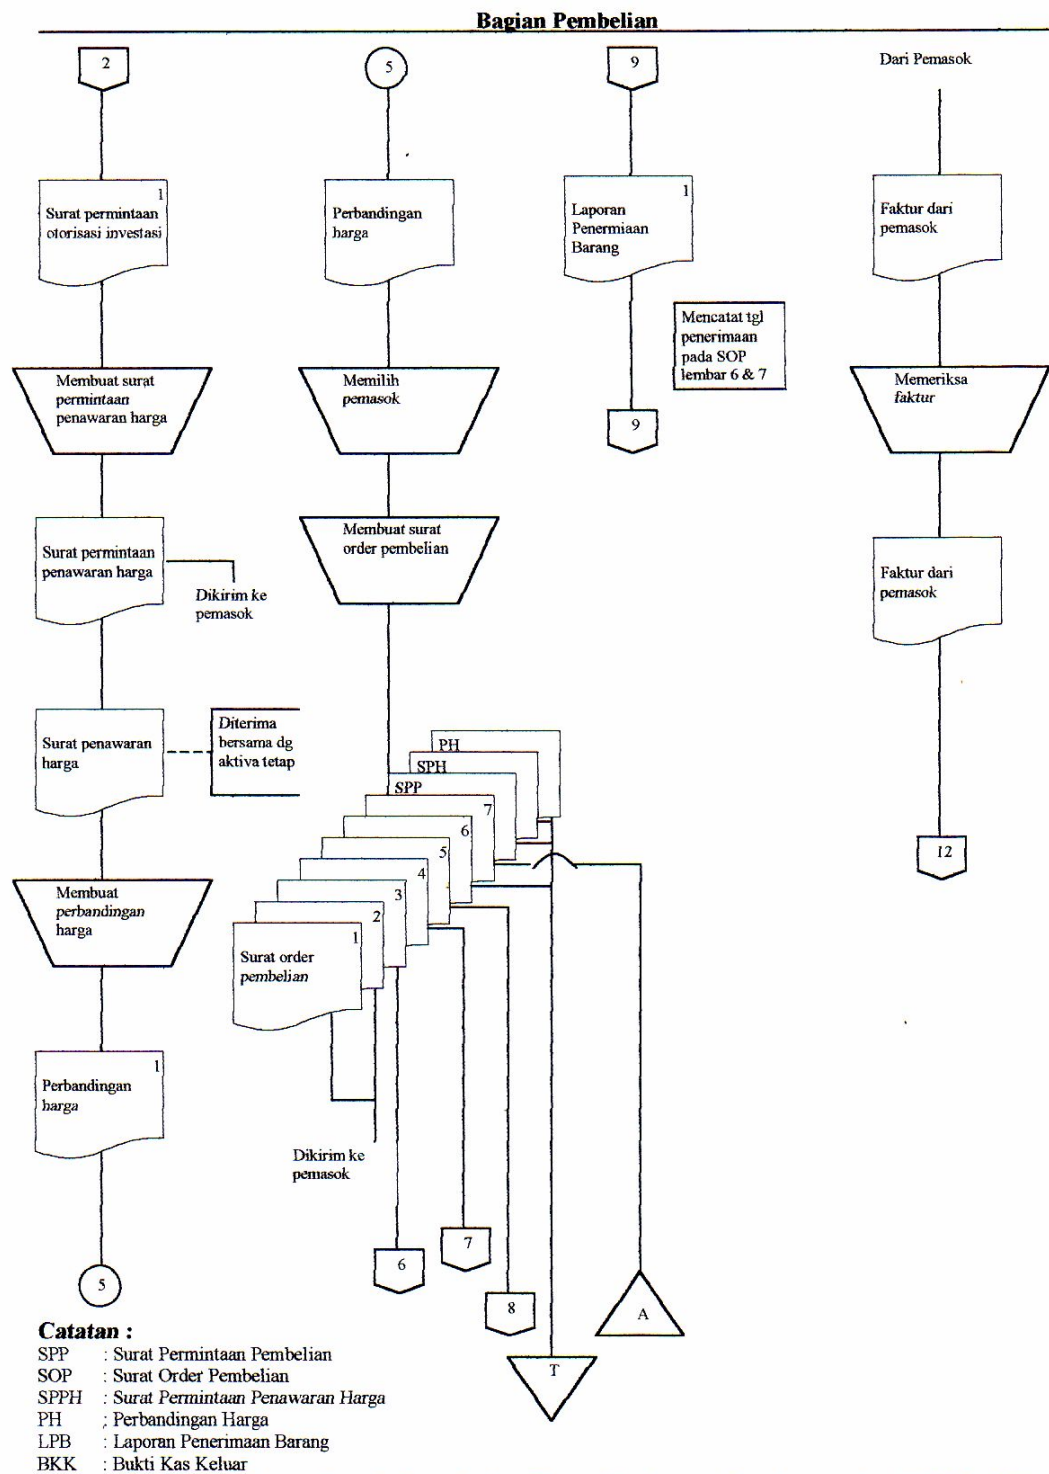 Bagian Pembelian
2
1
Surat permintaan
otorisasi investasi
Membuat surat
permintaan
penawaran harga
Surat permintaan
penawaran harga
Dikirim ke
pemasok
Surat penawaran
harga
Diterima
bersama dg
aktiva tetap
Membuat
perbandingan
harga
1
Perbandingan
harga
5
5
Perbandingan
harga
Memilih
pemasok
Membuat surat
order pembelian
PH
SPH
SPP
7
6
5
4
3
2
1
Surat order
pembelian
Dikirim ke
pemasok
6
7
8
T
A
9
1
Laporan
Penermiaan
Barang
Mencatat tgl
penerimaan
pada SOP
lembar 6 & 7
9
Dari Pemasok
Faktur dari
pemasok
Memeriksa
faktur
Faktur dari
pemasok
12
Catatan :
SPP : Surat Permintaan Pembelian
SOP : Surat Order Pembelian
SPPH : Surat Permintaan Penawaran Harga
PH : Perbandingan Harga
LPB : Laporan Penerimaan Barang
BKK : Bukti Kas Keluar